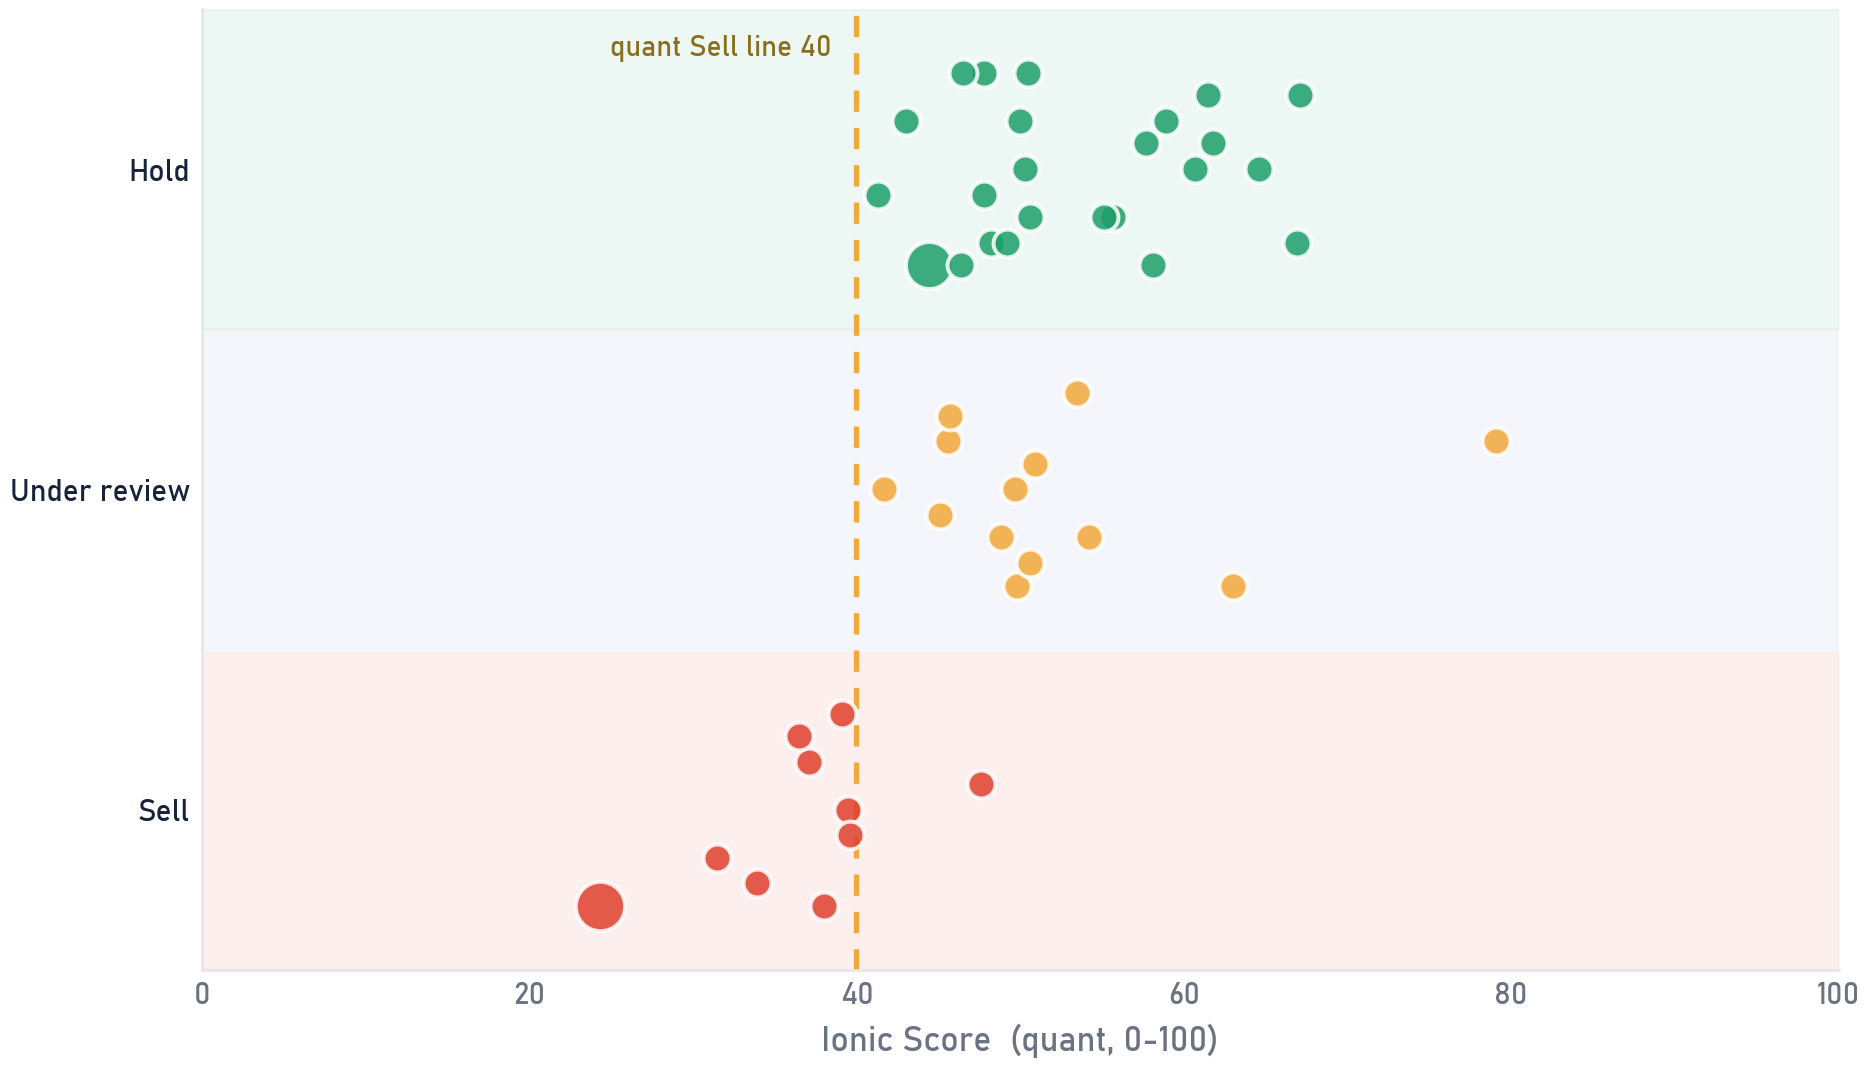 quant Sell line 40
Hold
Under review
Sell
0 20 40 60 80 100
Ionic Score (quant, 0-100)